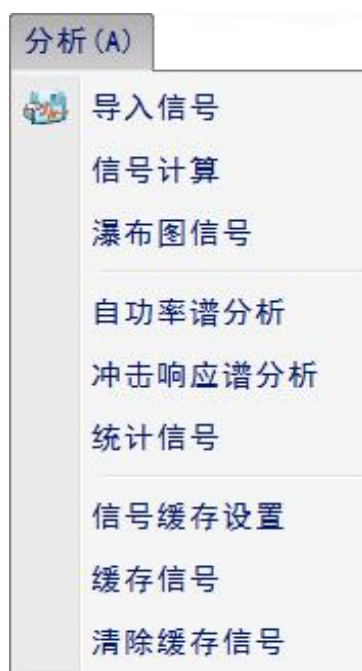 分析(A)
导入信号
信号计算
瀑布图信号
自功率谱分析
冲击响应谱分析
统计信号
信号缓存设置
缓存信号
清除缓存信号